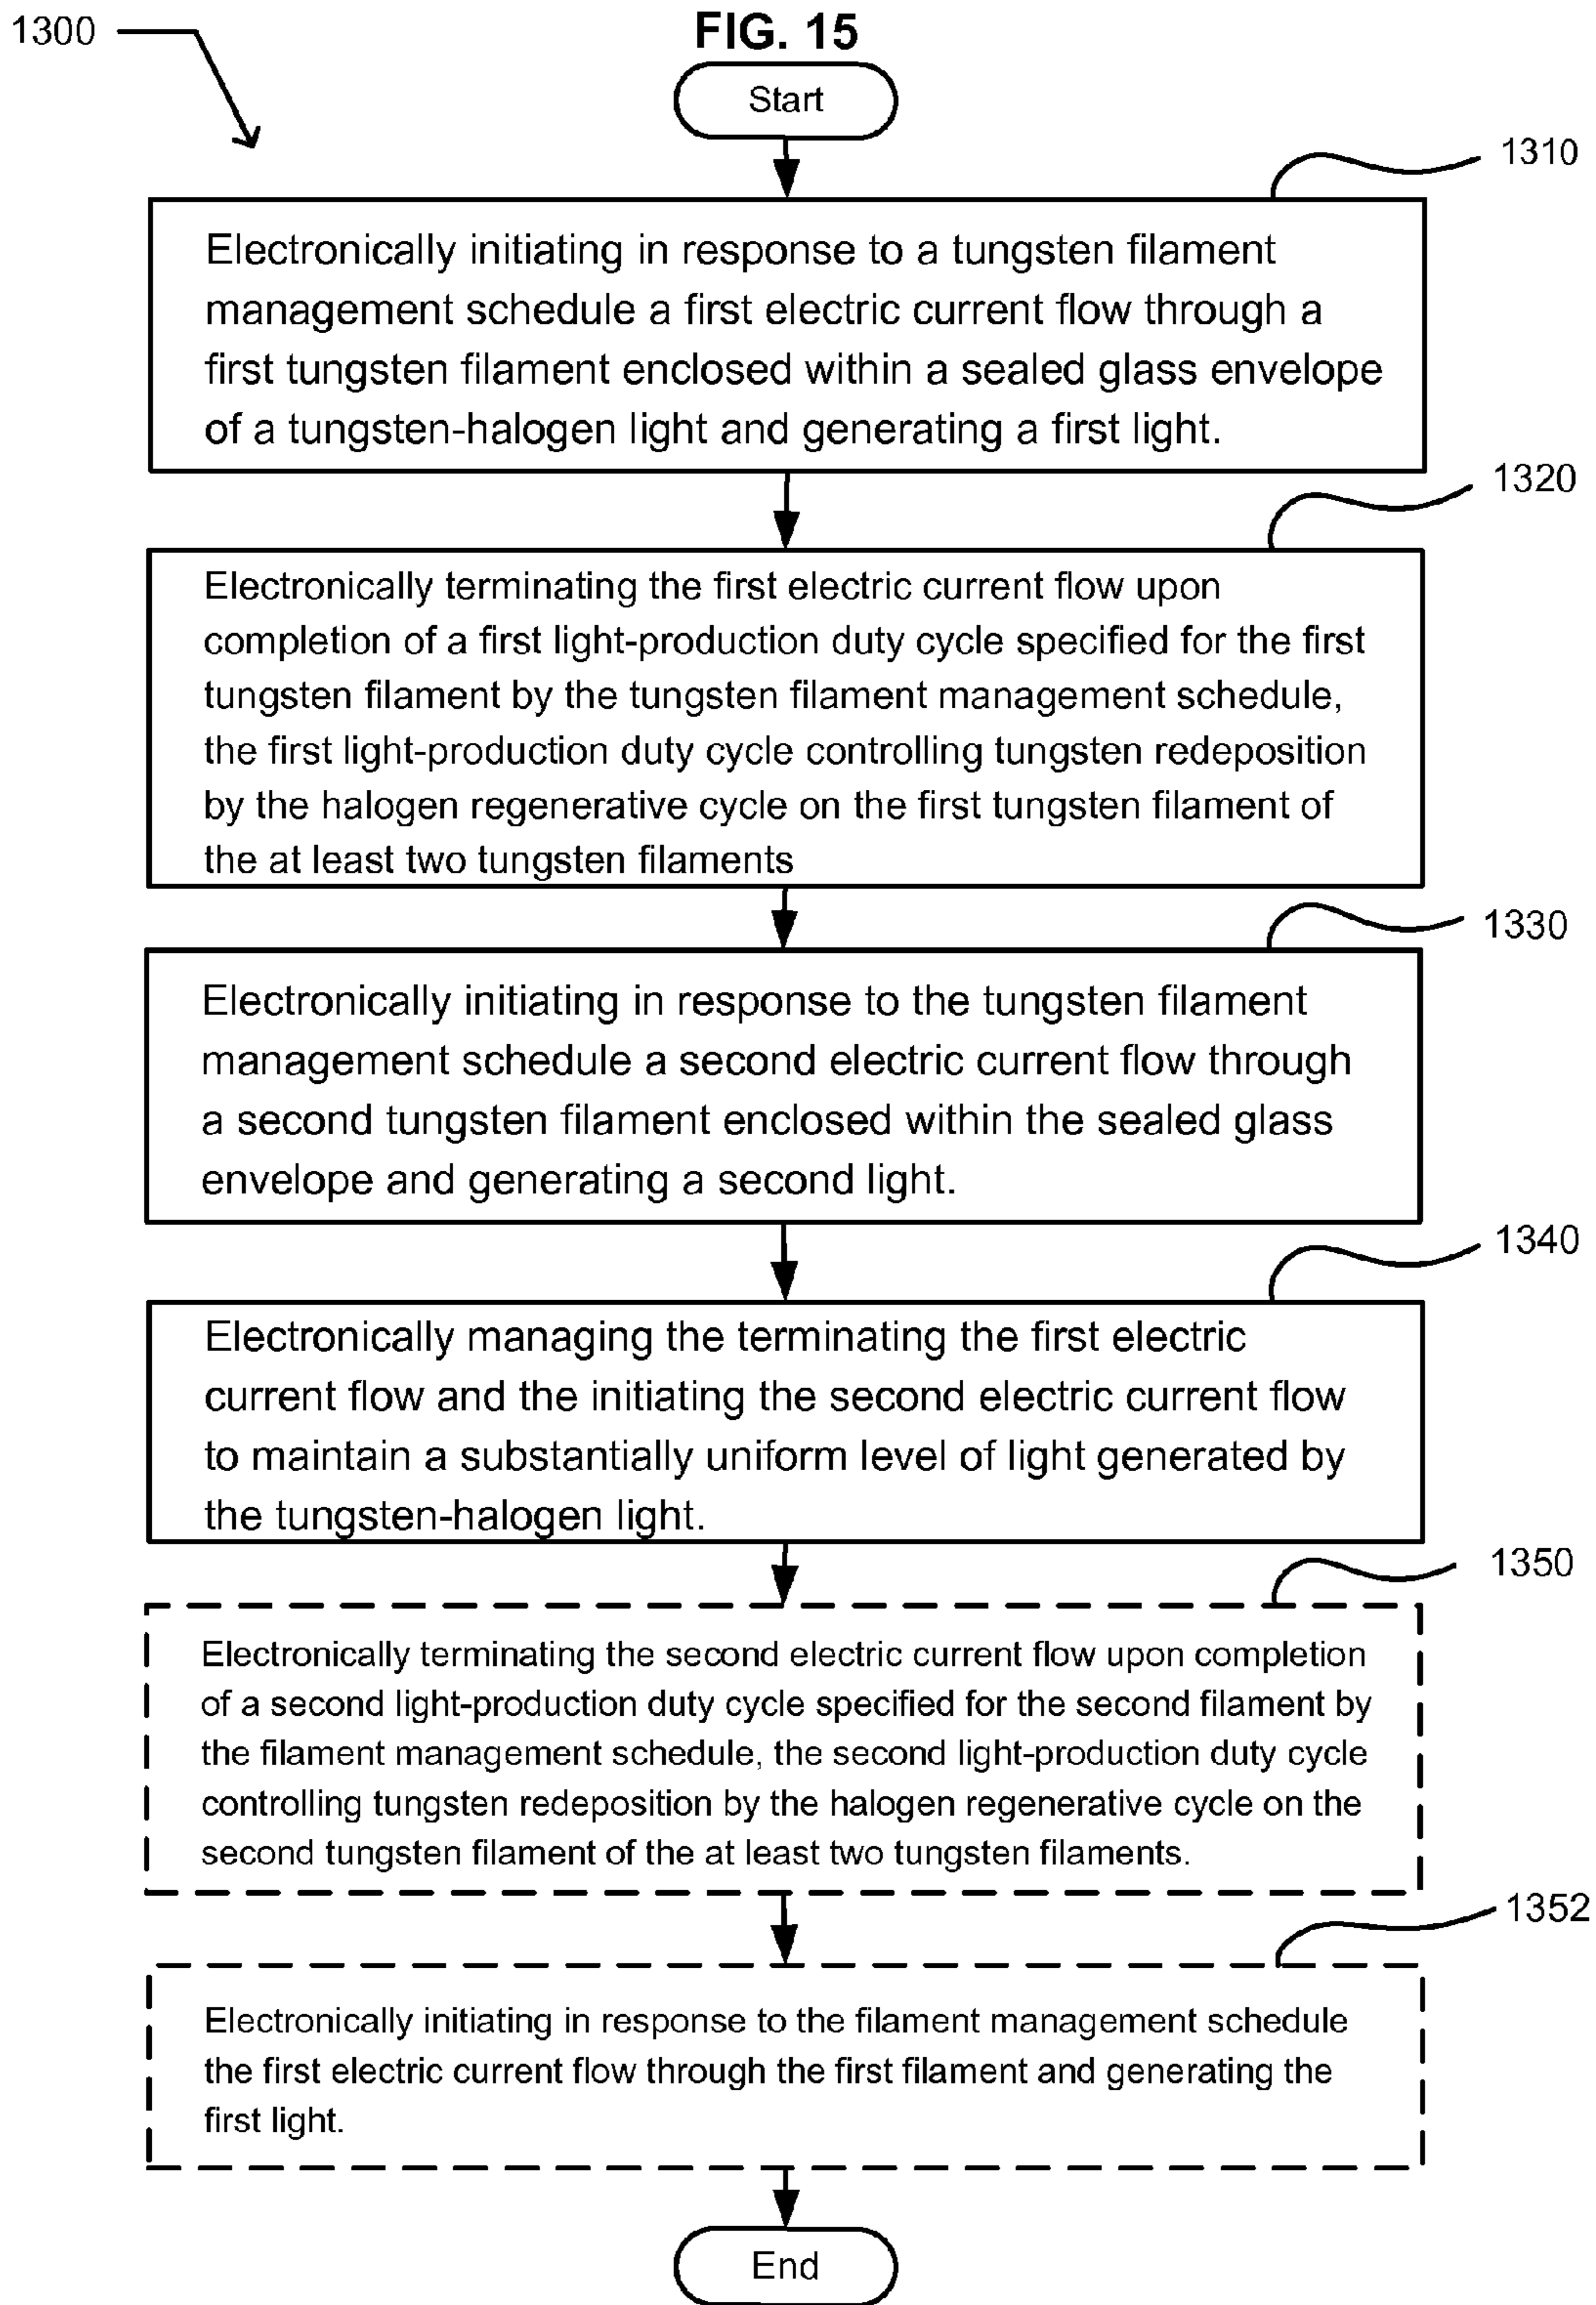 1300
FIG. 15
Start
1310
Electronically initiating in response to a tungsten filament
management schedule a first electric current flow through a
first tungsten filament enclosed within a sealed glass envelope
of a tungsten-halogen light and generating a first light.
1320
Electronically terminating the first electric current flow upon
completion of a first light-production duty cycle specified for the first
tungsten filament by the tungsten filament management schedule,
the first light-production duty cycle controlling tungsten redeposition
by the halogen regenerative cycle on the first tungsten filament of
the at least two tungsten filaments
1330
Electronically initiating in response to the tungsten filament
management schedule a second electric current flow through
a second tungsten filament enclosed within the sealed glass
envelope and generating a second light.
1340
Electronically managing the terminating the first electric
current flow and the initiating the second electric current flow
to maintain a substantially uniform level of light generated by
the tungsten-halogen light.
1350
Electronically terminating the second electric current flow upon completion
of a second light-production duty cycle specified for the second filament by
the filament management schedule, the second light-production duty cycle
controlling tungsten redeposition by the halogen regenerative cycle on the
second tungsten filament of the at least two tungsten filaments.
1352
Electronically initiating in response to the filament management schedule
the first electric current flow through the first filament and generating the
first light.
End